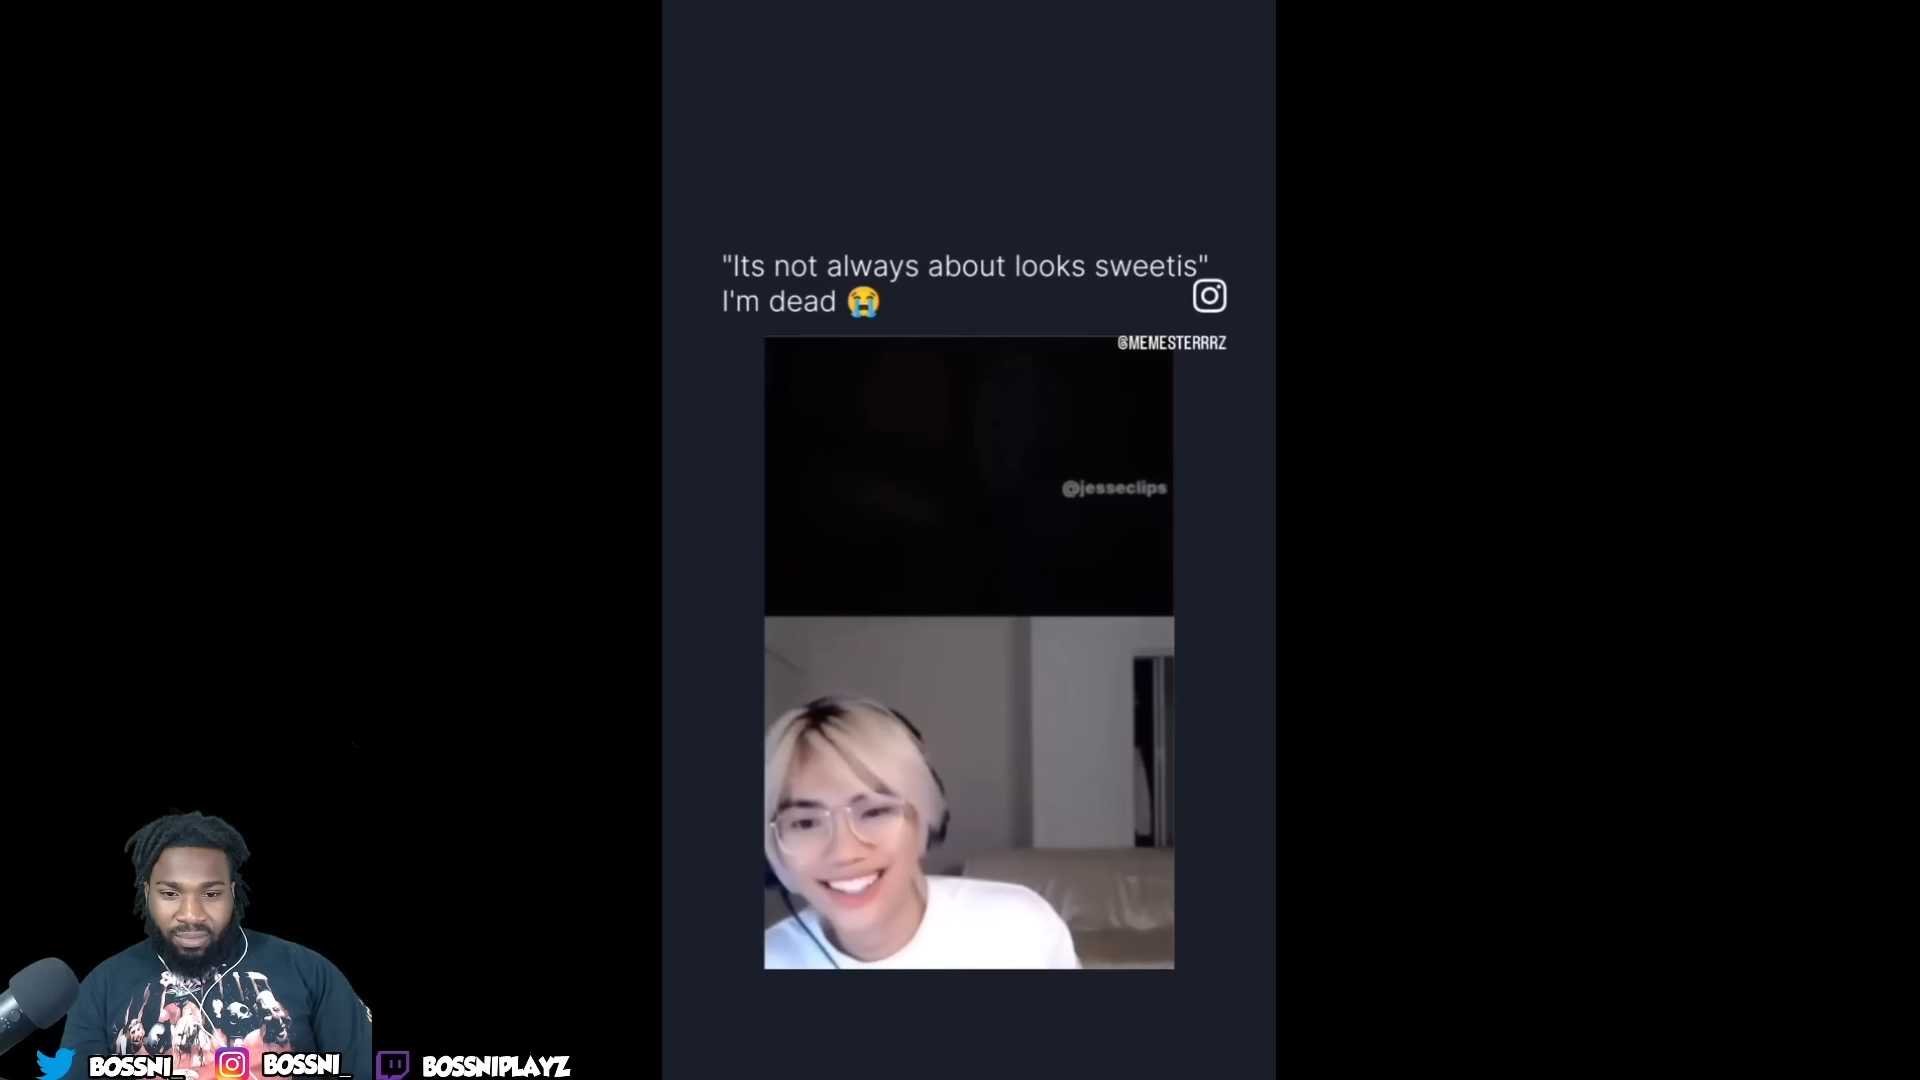 "Its not always about looks sweetis"
I'm dead 😭
@MEMESTERRRZ
@jesseclips
BOSSNI_
BOSSNI_
BOSSNIPLAYZ